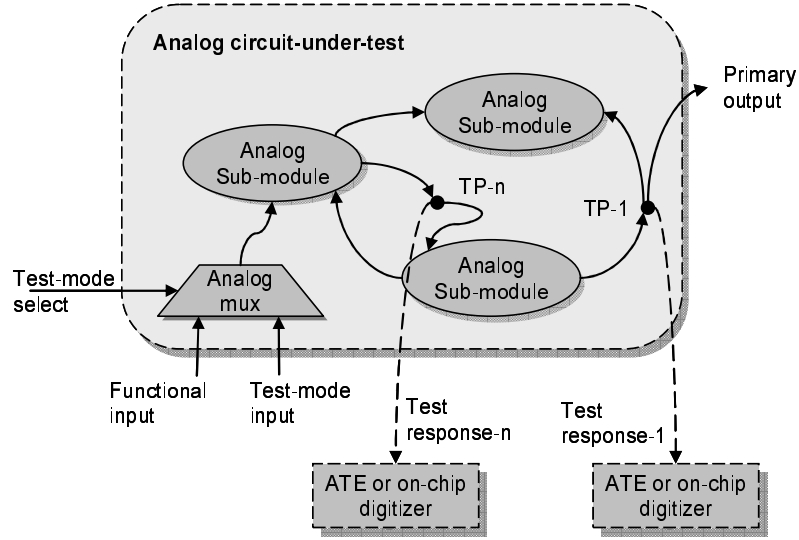 Analog circuit-under-test
Primary
output
Analog
Sub-module
Analog
Sub-module
TP-n
TP-1
Analog
Sub-module
Test-mode
select
Analog
mux
Functional
input
Test-mode
input
Test
response-n
Test
response-1
ATE or on-chip
digitizer
ATE or on-chip
digitizer